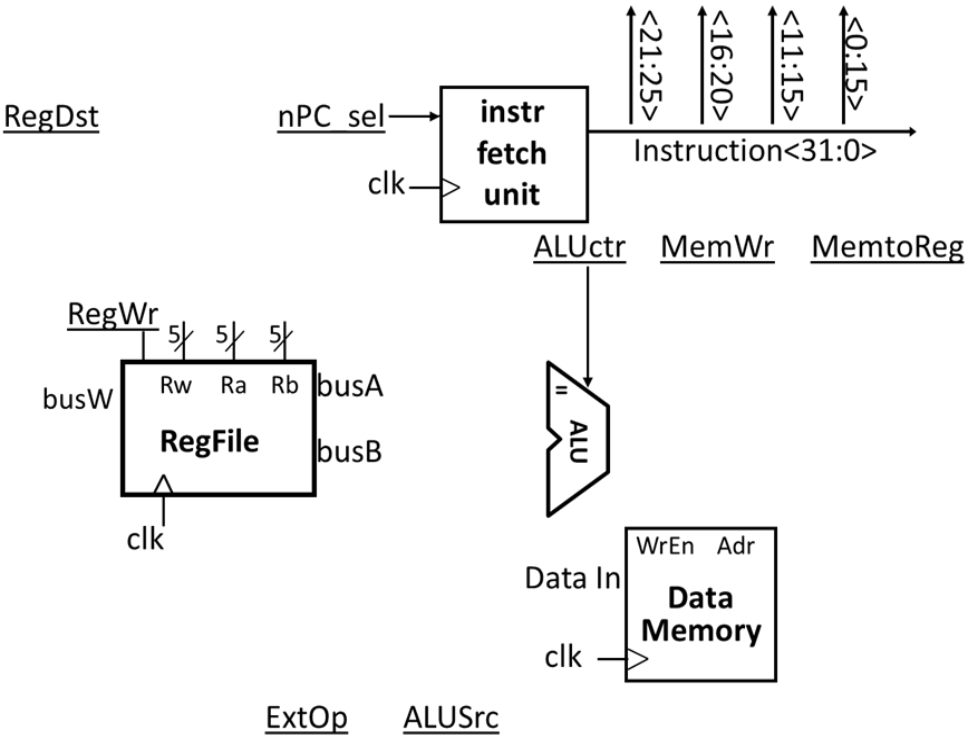 <21:25>
<16:20>
<11:15>
<0:15>
RegDst
nPC_sel
instr
fetch
unit
clk
Instruction<31:0>
ALUctr
MemWr
MemtoReg
RegWr
5
5
5
busW
Rw
Ra
Rb
busA
RegFile
busB
clk
=
ALU
WrEn
Adr
Data In
Data
Memory
clk
ExtOp
ALUSrc